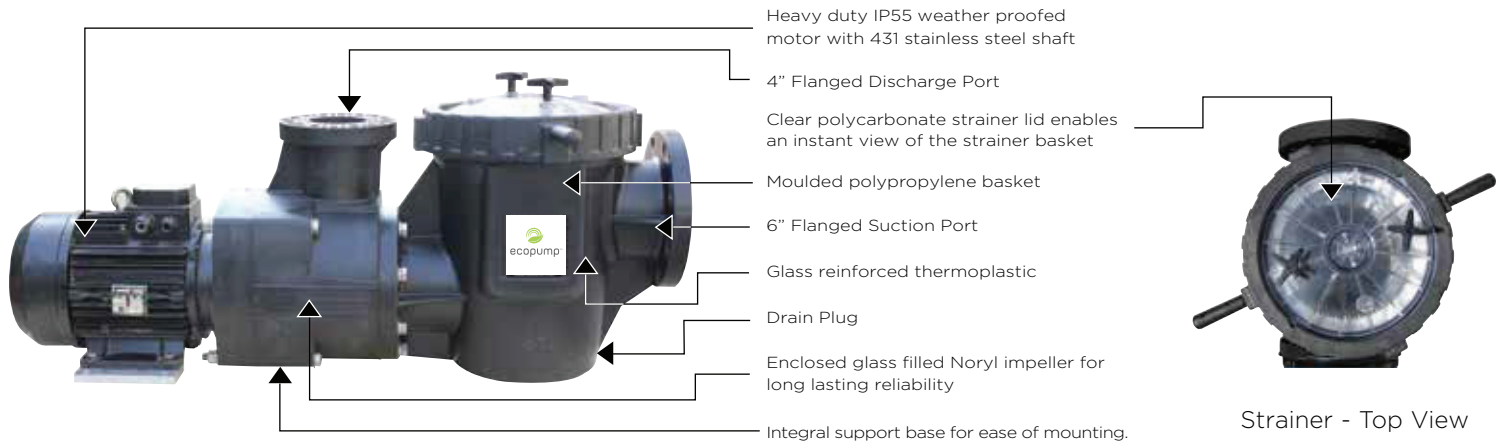 Heavy duty IP55 weather proofed
motor with 431 stainless steel shaft
4” Flanged Discharge Port
Clear polycarbonate strainer lid enables
an instant view of the strainer basket
Moulded polypropylene basket
6” Flanged Suction Port
ecopump
Glass reinforced thermoplastic
Drain Plug
Enclosed glass filled Noryl impeller for
long lasting reliability
Integral support base for ease of mounting.
Strainer - Top View